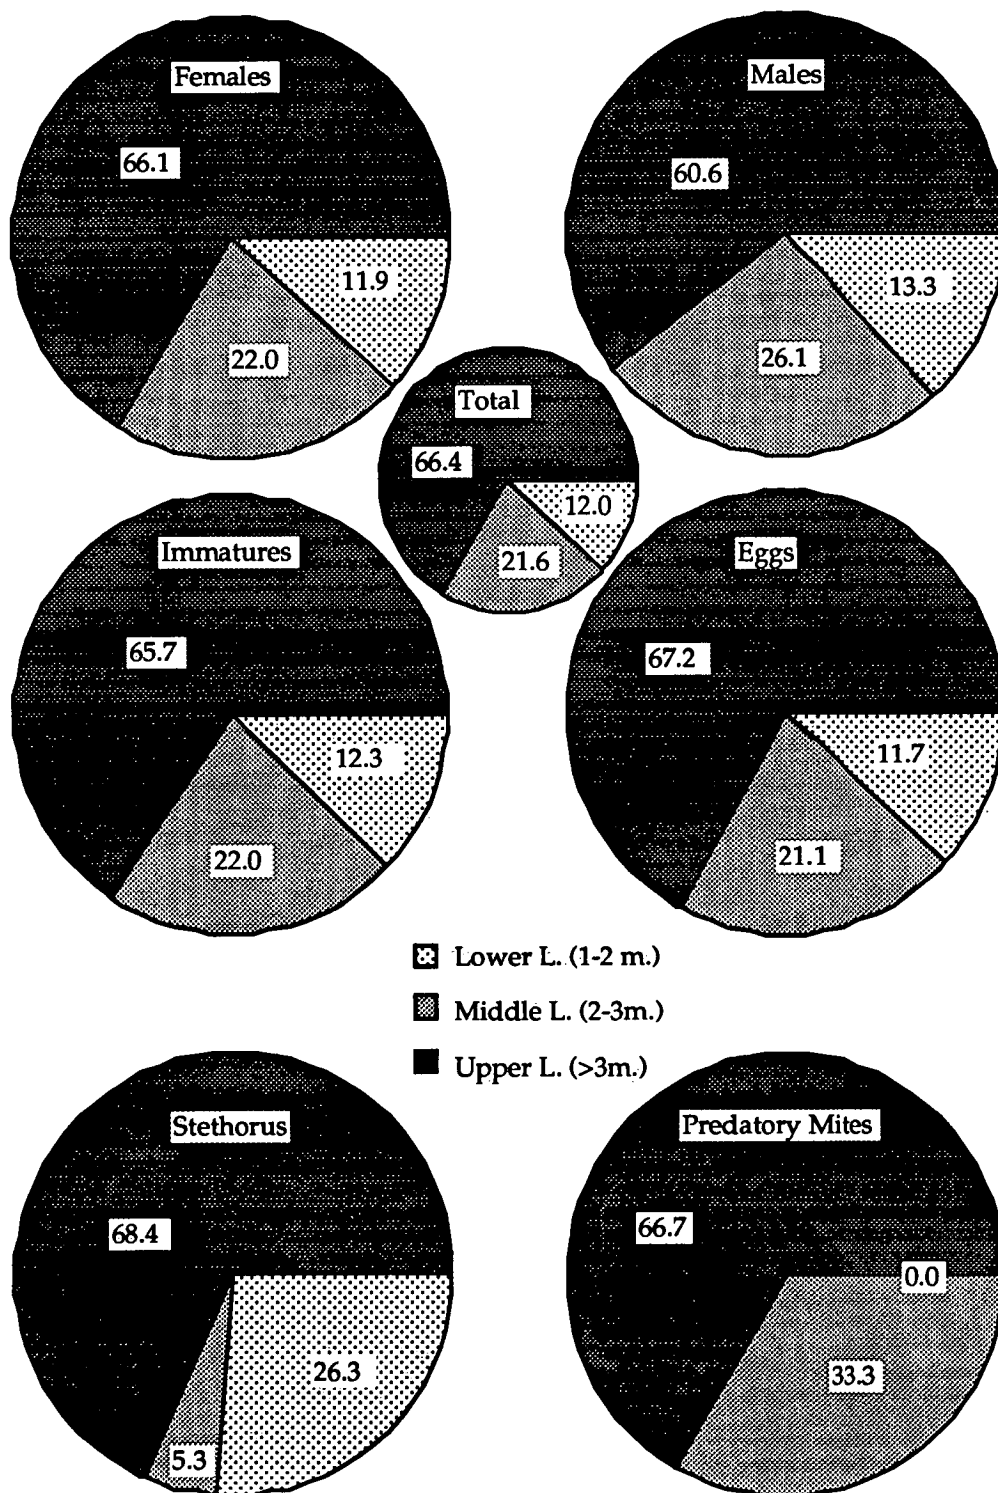 Females
66.1
11.9
22.0
Males
60.6
13.3
26.1
Total
66.4
12.0
21.6
Immatures
65.7
12.3
22.0
Eggs
67.2
11.7
21.1
Lower L. (1-2 m.)
Middle L. (2-3m.)
Upper L. (>3m.)
Stethorus
68.4
26.3
5.3
Predatory Mites
66.7
0.0
33.3